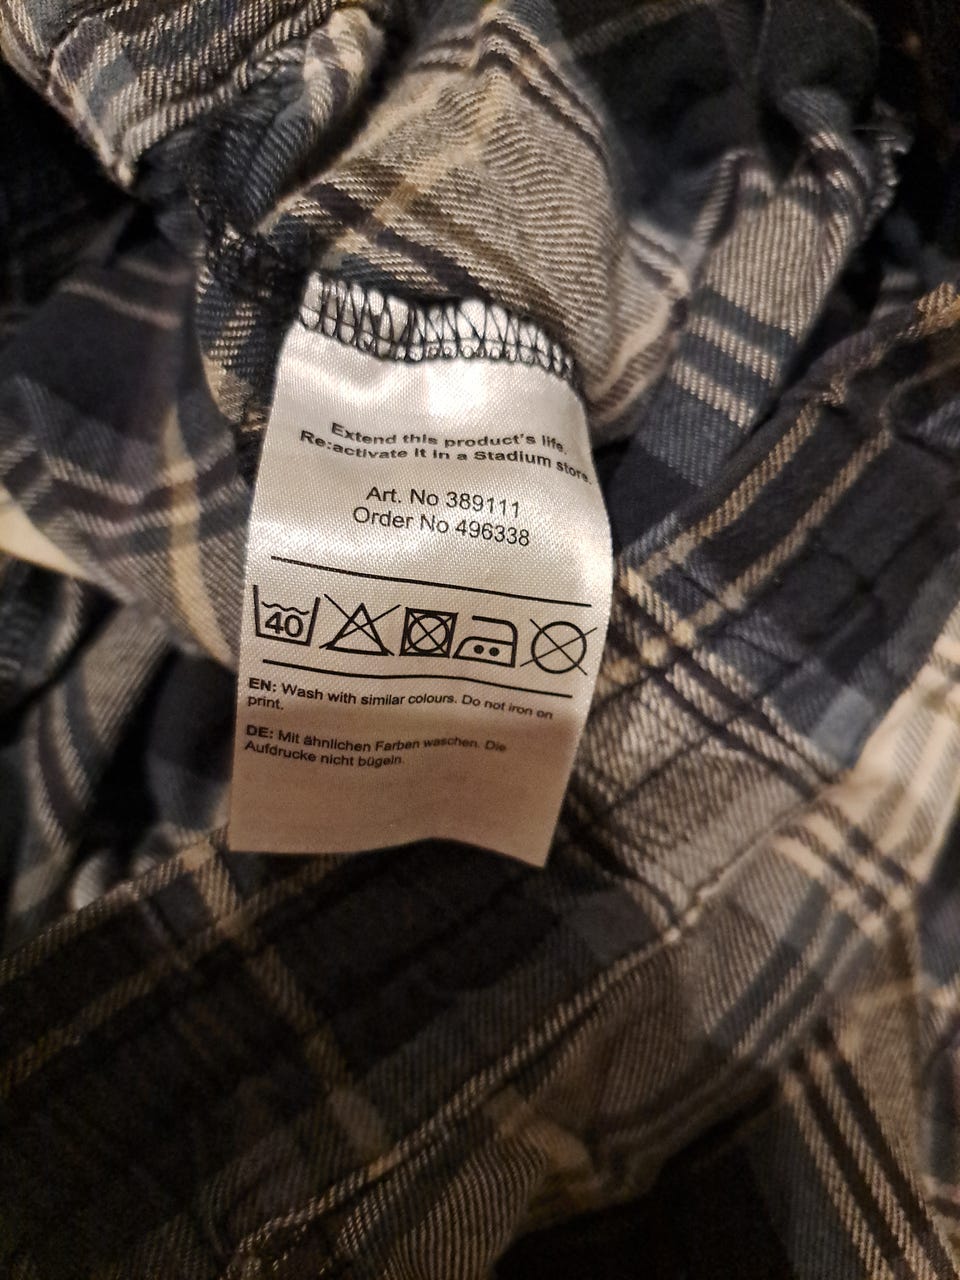 Extend this product's life.
Re:activate it in a Stadium store.
Art. No 389111
Order No 496338
40
EN: Wash with similar colours. Do not iron on
print.
DE: Mit ähnlichen Farben waschen. Die
Aufdrucke nicht bügeln.